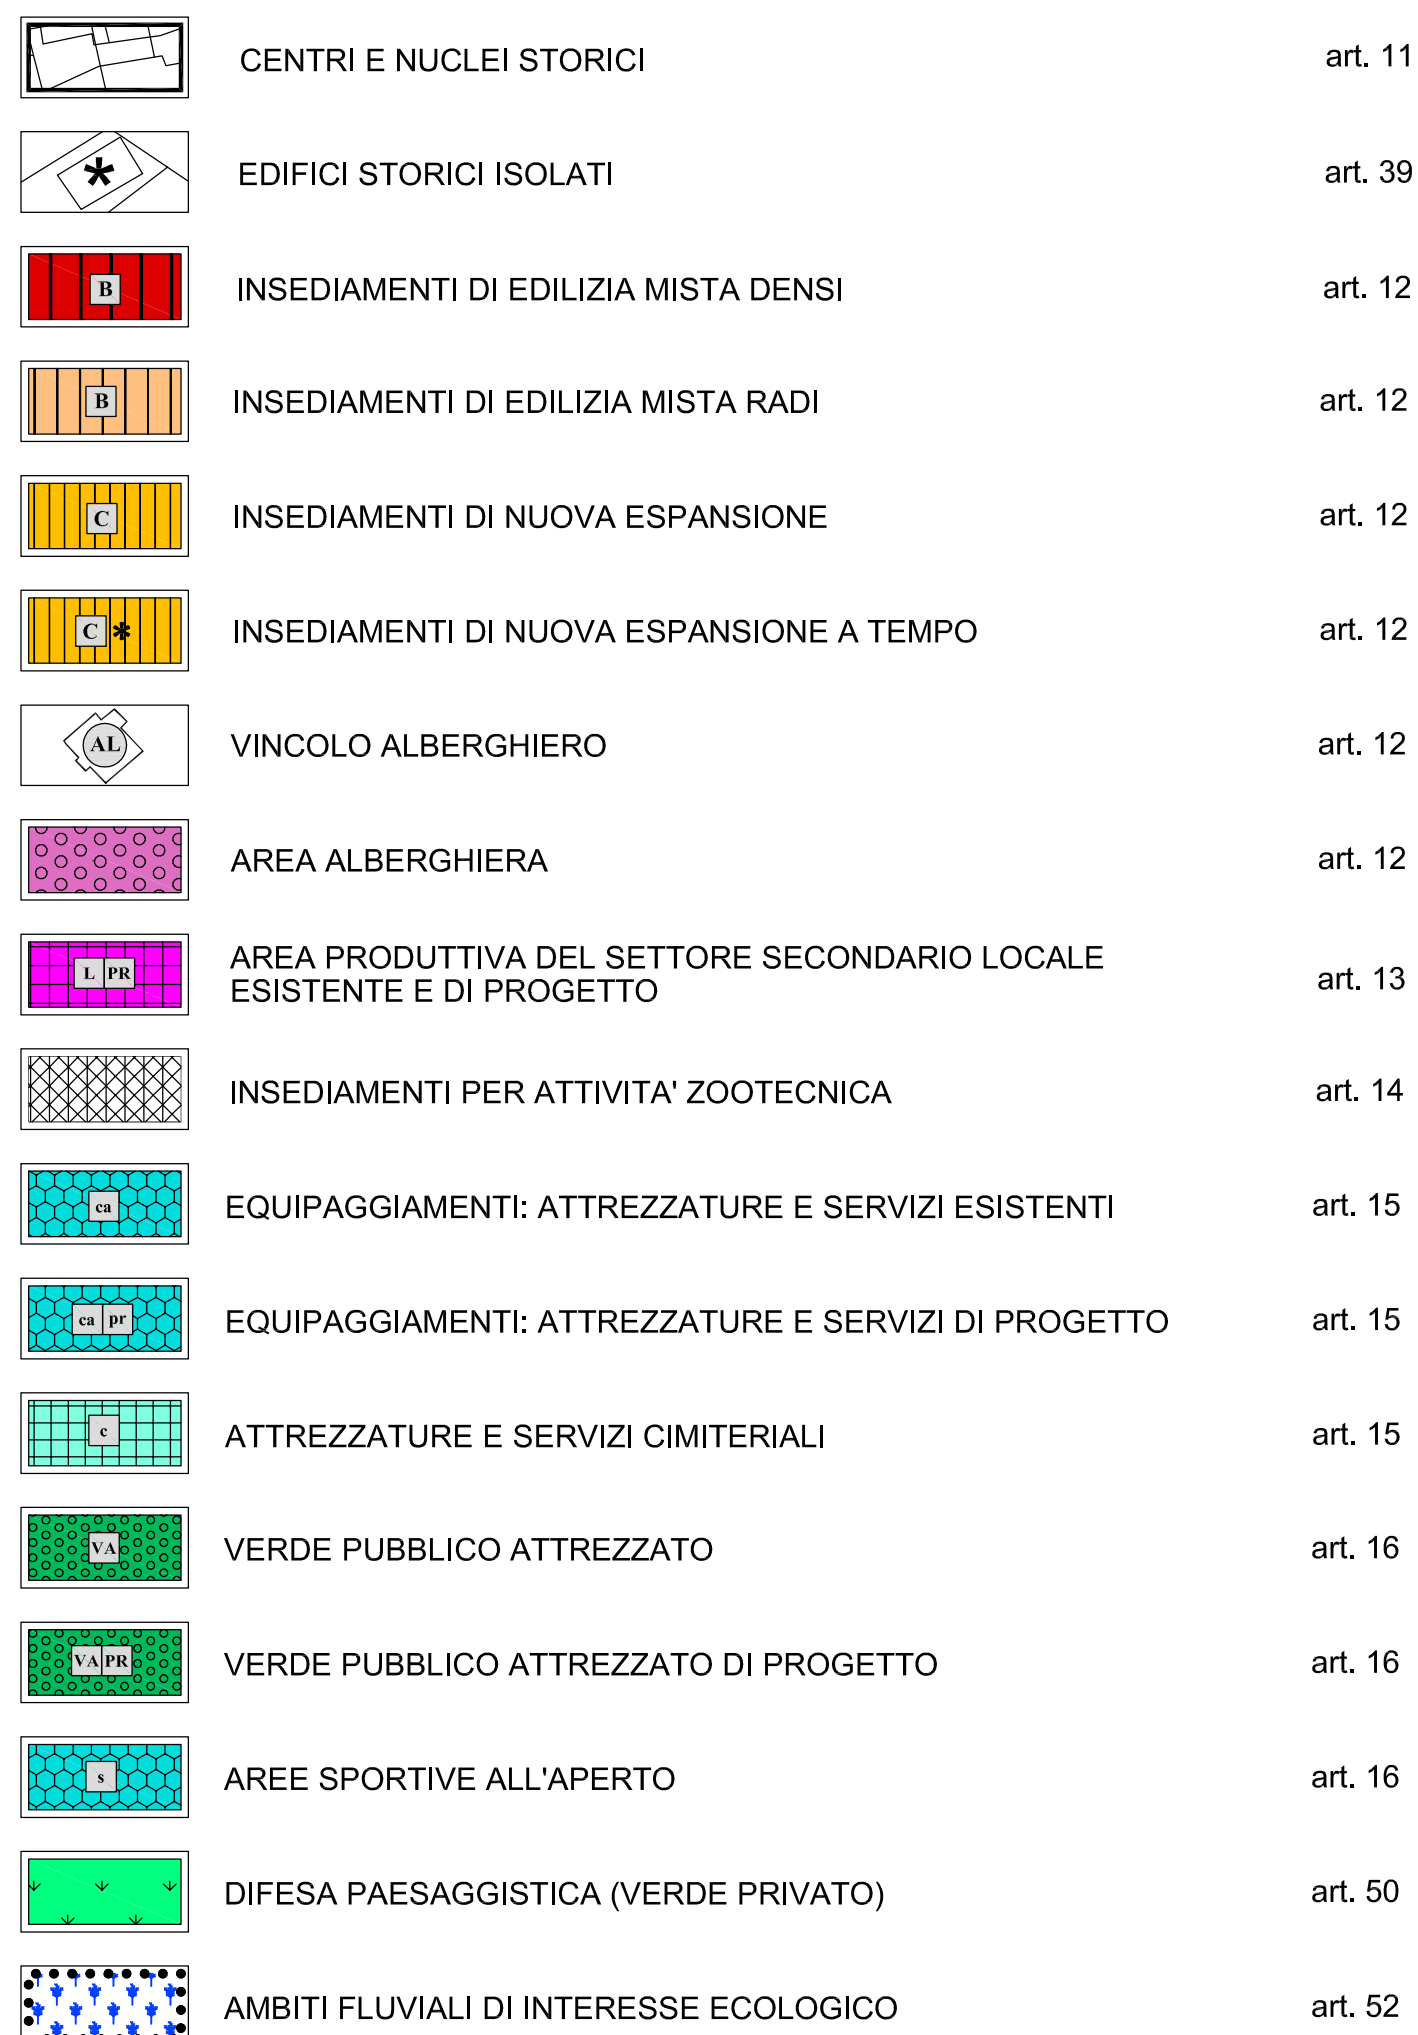 CENTRI E NUCLEI STORICI art. 11
* EDIFICI STORICI ISOLATI art. 39
B INSEDIAMENTI DI EDILIZIA MISTA DENSI art. 12
B INSEDIAMENTI DI EDILIZIA MISTA RADI art. 12
C INSEDIAMENTI DI NUOVA ESPANSIONE art. 12
C * INSEDIAMENTI DI NUOVA ESPANSIONE A TEMPO art. 12
AL VINCOLO ALBERGHIERO art. 12
AREA ALBERGHIERA art. 12
L PR AREA PRODUTTIVA DEL SETTORE SECONDARIO LOCALE
ESISTENTE E DI PROGETTO art. 13
INSEDIAMENTI PER ATTIVITA' ZOOTECNICA art. 14
ca EQUIPAGGIAMENTI: ATTREZZATURE E SERVIZI ESISTENTI art. 15
ca pr EQUIPAGGIAMENTI: ATTREZZATURE E SERVIZI DI PROGETTO art. 15
c ATTREZZATURE E SERVIZI CIMITERIALI art. 15
VA VERDE PUBBLICO ATTREZZATO art. 16
VA PR VERDE PUBBLICO ATTREZZATO DI PROGETTO art. 16
s AREE SPORTIVE ALL'APERTO art. 16
DIFESA PAESAGGISTICA (VERDE PRIVATO) art. 50
AMBITI FLUVIALI DI INTERESSE ECOLOGICO art. 52